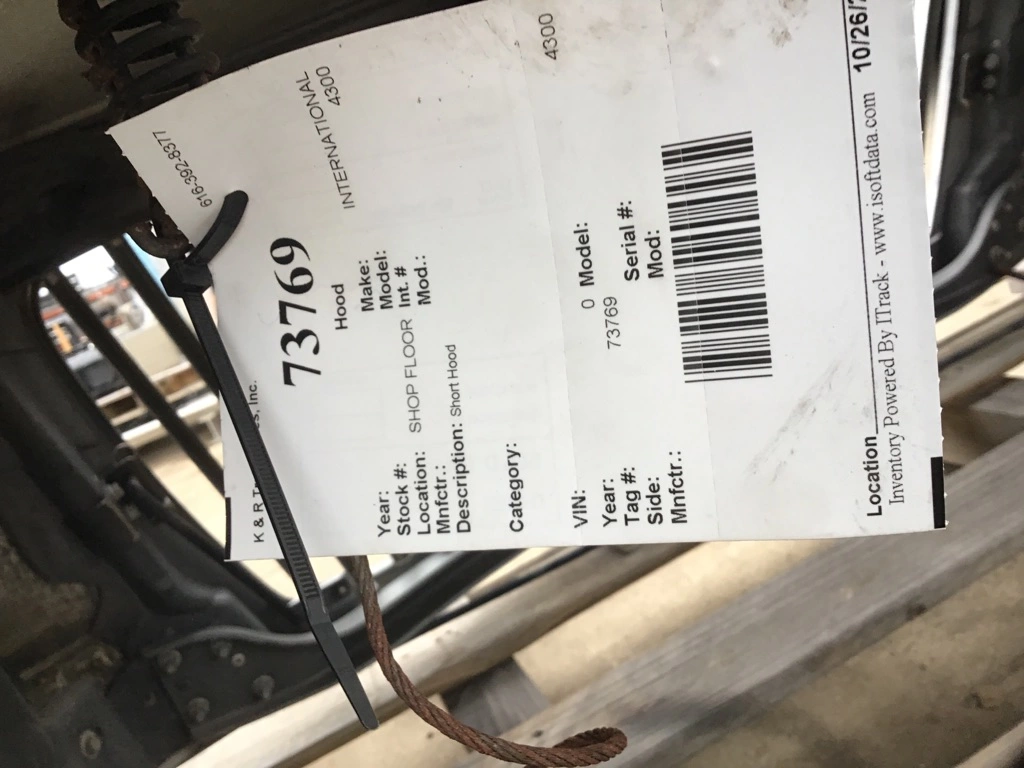 K & R T es, Inc. 616-392-8377
73769
Hood
Make: INTERNATIONAL
Year: Model: 4300
Stock #: Int. #
Location: SHOP FLOOR Mod.:
Mnfctr.:
Description: Short Hood
Category:
4300
VIN:
0 Model:
Year: 73769
Tag #: Serial #:
Side: Mod:
Mnfctr.:
Location 10/26/
Inventory Powered By ITrack - www.isoftdata.com